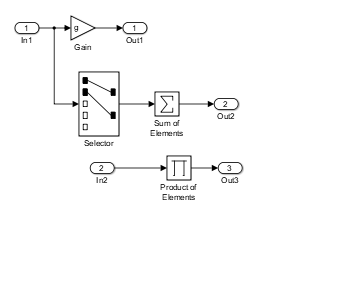 1
In1
g
Gain
1
Out1
Selector
Σ
Sum of
Elements
2
Out2
2
In2
∏
Product of
Elements
3
Out3